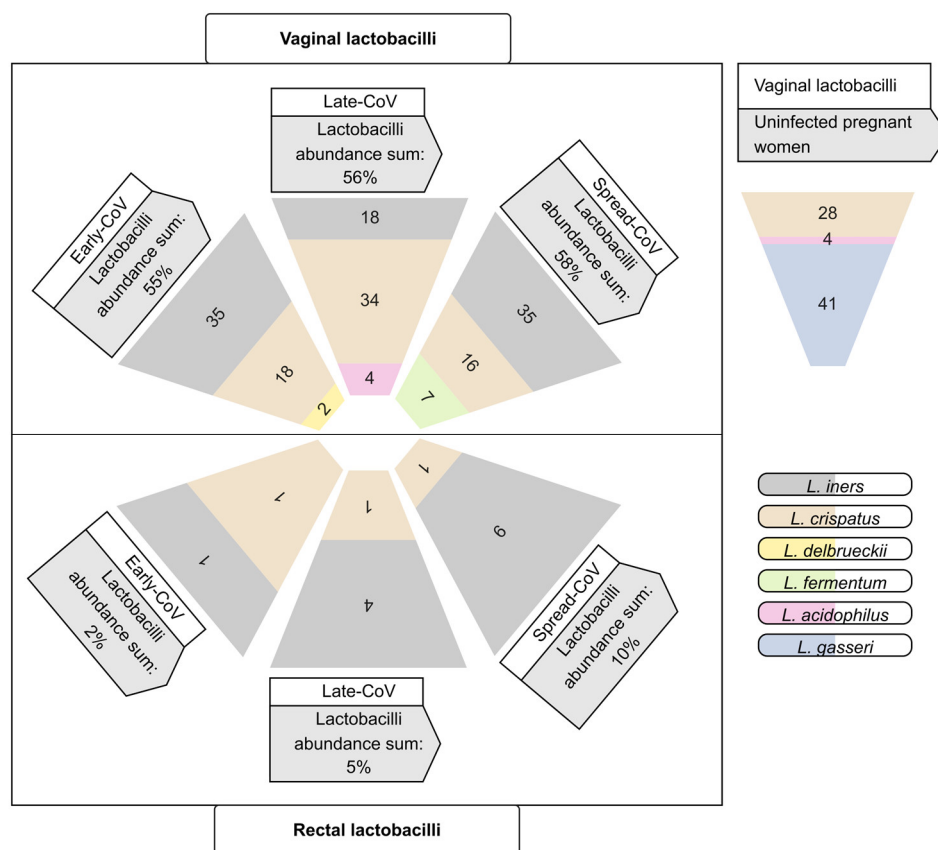 Vaginal lactobacilli
Late-CoV
Lactobacilli
abundance sum:
56%
18
34
4
Early-CoV
Lactobacilli
abundance sum:
55%
35
18
2
Spread-CoV
Lactobacilli
abundance sum:
58%
35
16
7
Vaginal lactobacilli
Uninfected pregnant
women
28
4
41
1
1
Early-CoV
Lactobacilli
abundance sum:
2%
1
4
Late-CoV
Lactobacilli
abundance sum:
5%
1
9
Spread-CoV
Lactobacilli
abundance sum:
10%
L. iners
L. crispatus
L. delbrueckii
L. fermentum
L. acidophilus
L. gasseri
Rectal lactobacilli